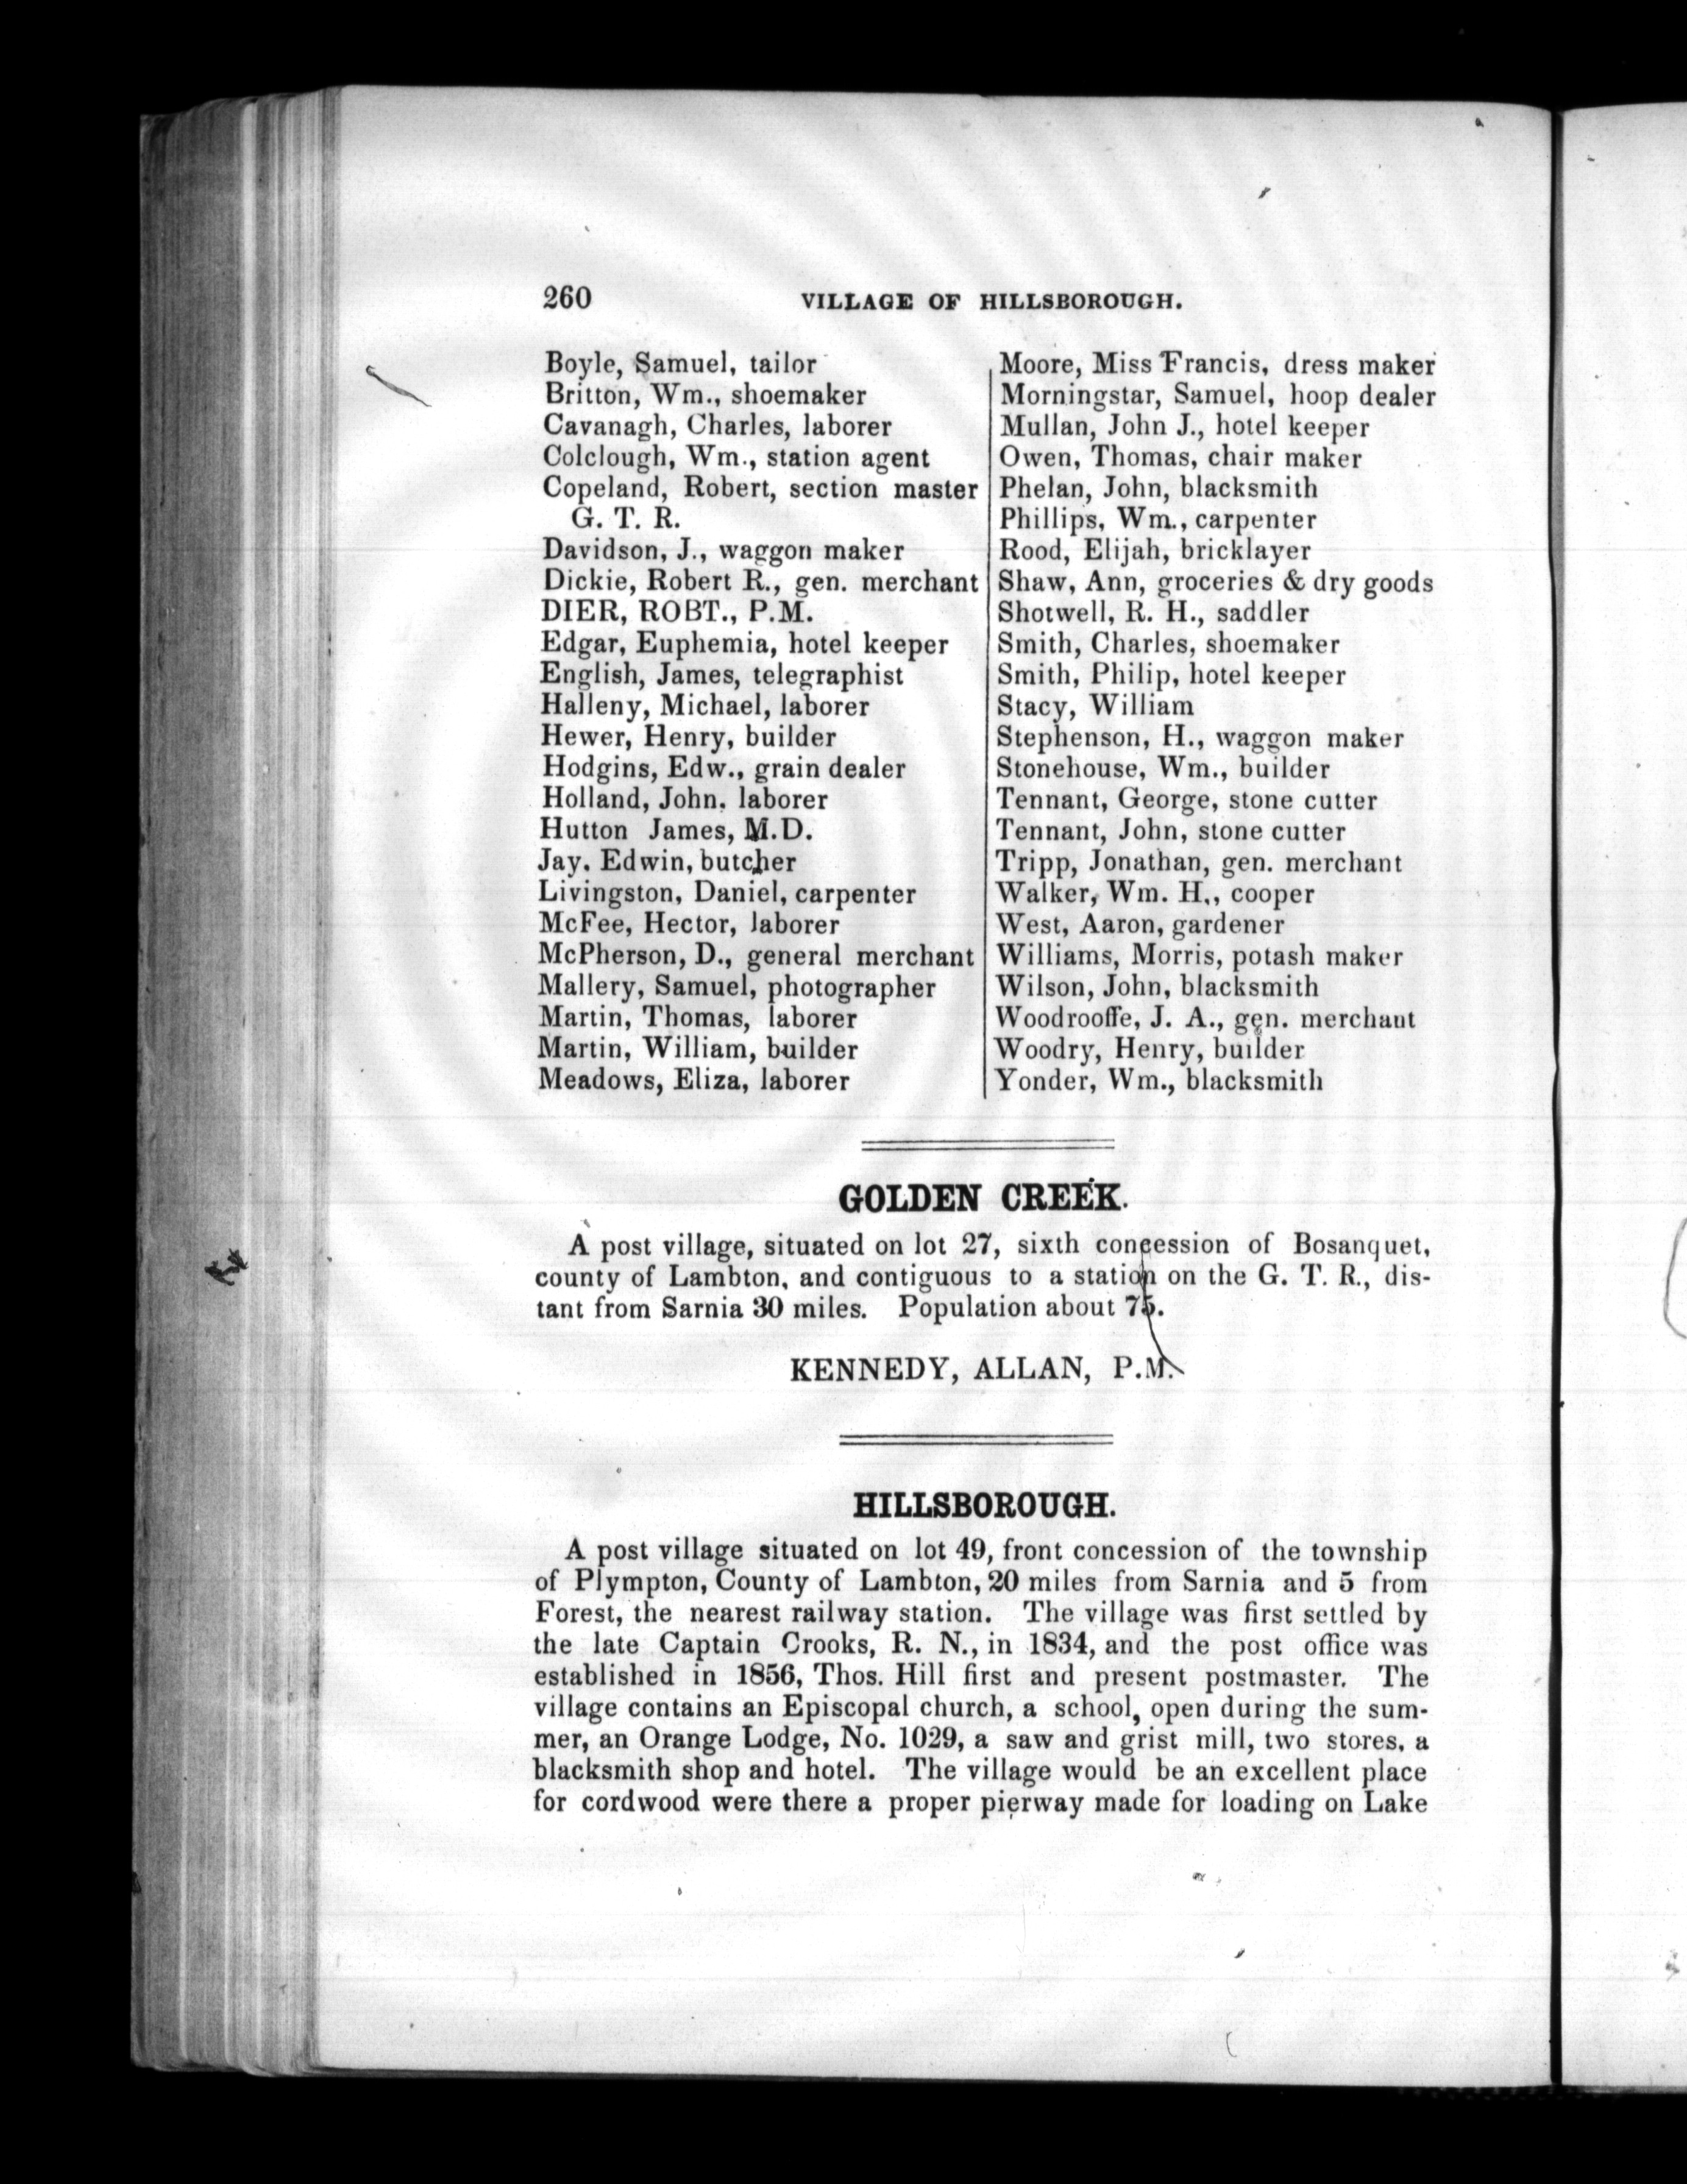 260
VILLAGE OF HILLSBOROUGH.
Boyle, Samuel, tailor
Britton, Wm., shoemaker
Cavanagh, Charles, laborer
Colclough, Wm., station agent
Copeland, Robert, section master
G. T. R.
Davidson, J., waggon maker
Dickie, Robert R., gen. merchant
DIER, ROBT., P.M.
Edgar, Euphemia, hotel keeper
English, James, telegraphist
Halleny, Michael, laborer
Hewer, Henry, builder
Hodgins, Edw., grain dealer
Holland, John. laborer
Hutton James, M.D.
Jay. Edwin, butcher
Livingston, Daniel, carpenter
McFee, Hector, laborer
McPherson, D., general merchant
Mallery, Samuel, photographer
Martin, Thomas, laborer
Martin, William, builder
Meadows, Eliza, laborer
Moore, Miss Francis, dress maker
Morningstar, Samuel, hoop dealer
Mullan, John J., hotel keeper
Owen, Thomas, chair maker
Phelan, John, blacksmith
Phillips, Wm., carpenter
Rood, Elijah, bricklayer
Shaw, Ann, groceries & dry goods
Shotwell, R. H., saddler
Smith, Charles, shoemaker
Smith, Philip, hotel keeper
Stacy, William
Stephenson, H., waggon maker
Stonehouse, Wm., builder
Tennant, George, stone cutter
Tennant, John, stone cutter
Tripp, Jonathan, gen. merchant
Walker, Wm. H., cooper
West, Aaron, gardener
Williams, Morris, potash maker
Wilson, John, blacksmith
Woodrooffe, J. A., gen. merchant
Woodry, Henry, builder
Yonder, Wm., blacksmith
GOLDEN CREEK.
A post village, situated on lot 27, sixth concession of Bosanquet,
county of Lambton, and contiguous to a station on the G. T. R., dis-
tant from Sarnia 30 miles. Population about 75.
KENNEDY, ALLAN, P.M.
HILLSBOROUGH.
A post village situated on lot 49, front concession of the township
of Plympton, County of Lambton, 20 miles from Sarnia and 5 from
Forest, the nearest railway station. The village was first settled by
the late Captain Crooks, R. N., in 1834, and the post office was
established in 1856, Thos. Hill first and present postmaster. The
village contains an Episcopal church, a school, open during the sum-
mer, an Orange Lodge, No. 1029, a saw and grist mill, two stores, a
blacksmith shop and hotel. The village would be an excellent place
for cordwood were there a proper pierway made for loading on Lake